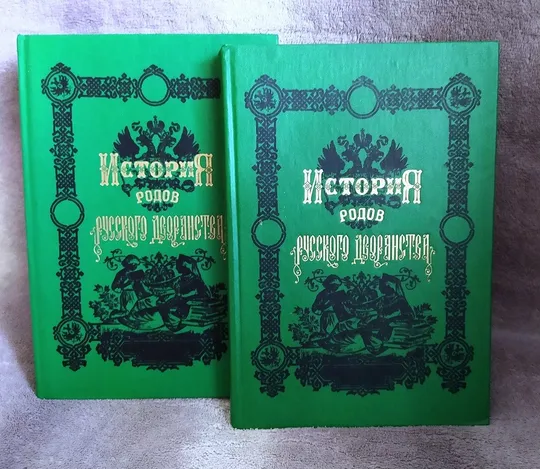 История
родов
русского дворянства
История
родов
русского дворянства